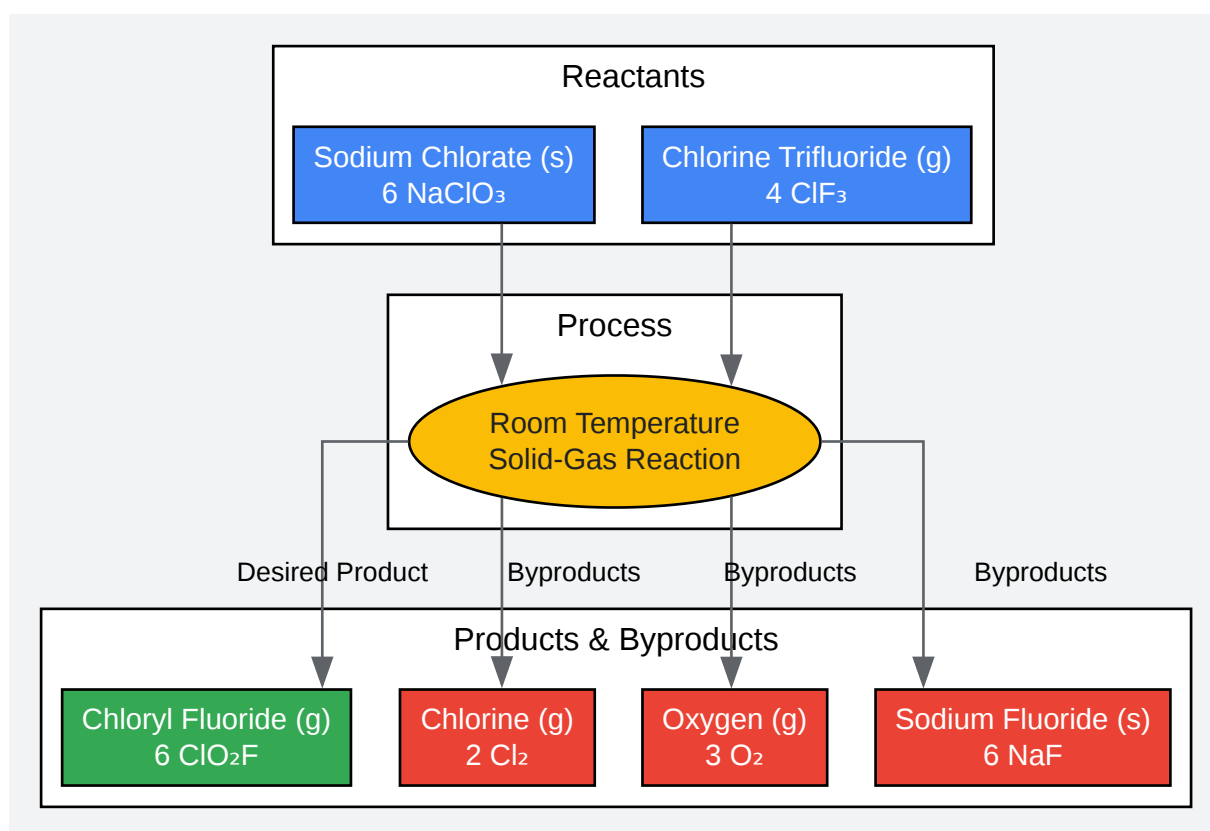 Reactants
Sodium Chlorate (s)
6 NaClO₃
Chlorine Trifluoride (g)
4 ClF₃
Process
Room Temperature
Solid-Gas Reaction
Desired Product
Byproducts
Byproducts
Byproducts
Products & Byproducts
Chloryl Fluoride (g)
6 ClO₂F
Chlorine (g)
2 Cl₂
Oxygen (g)
3 O₂
Sodium Fluoride (s)
6 NaF